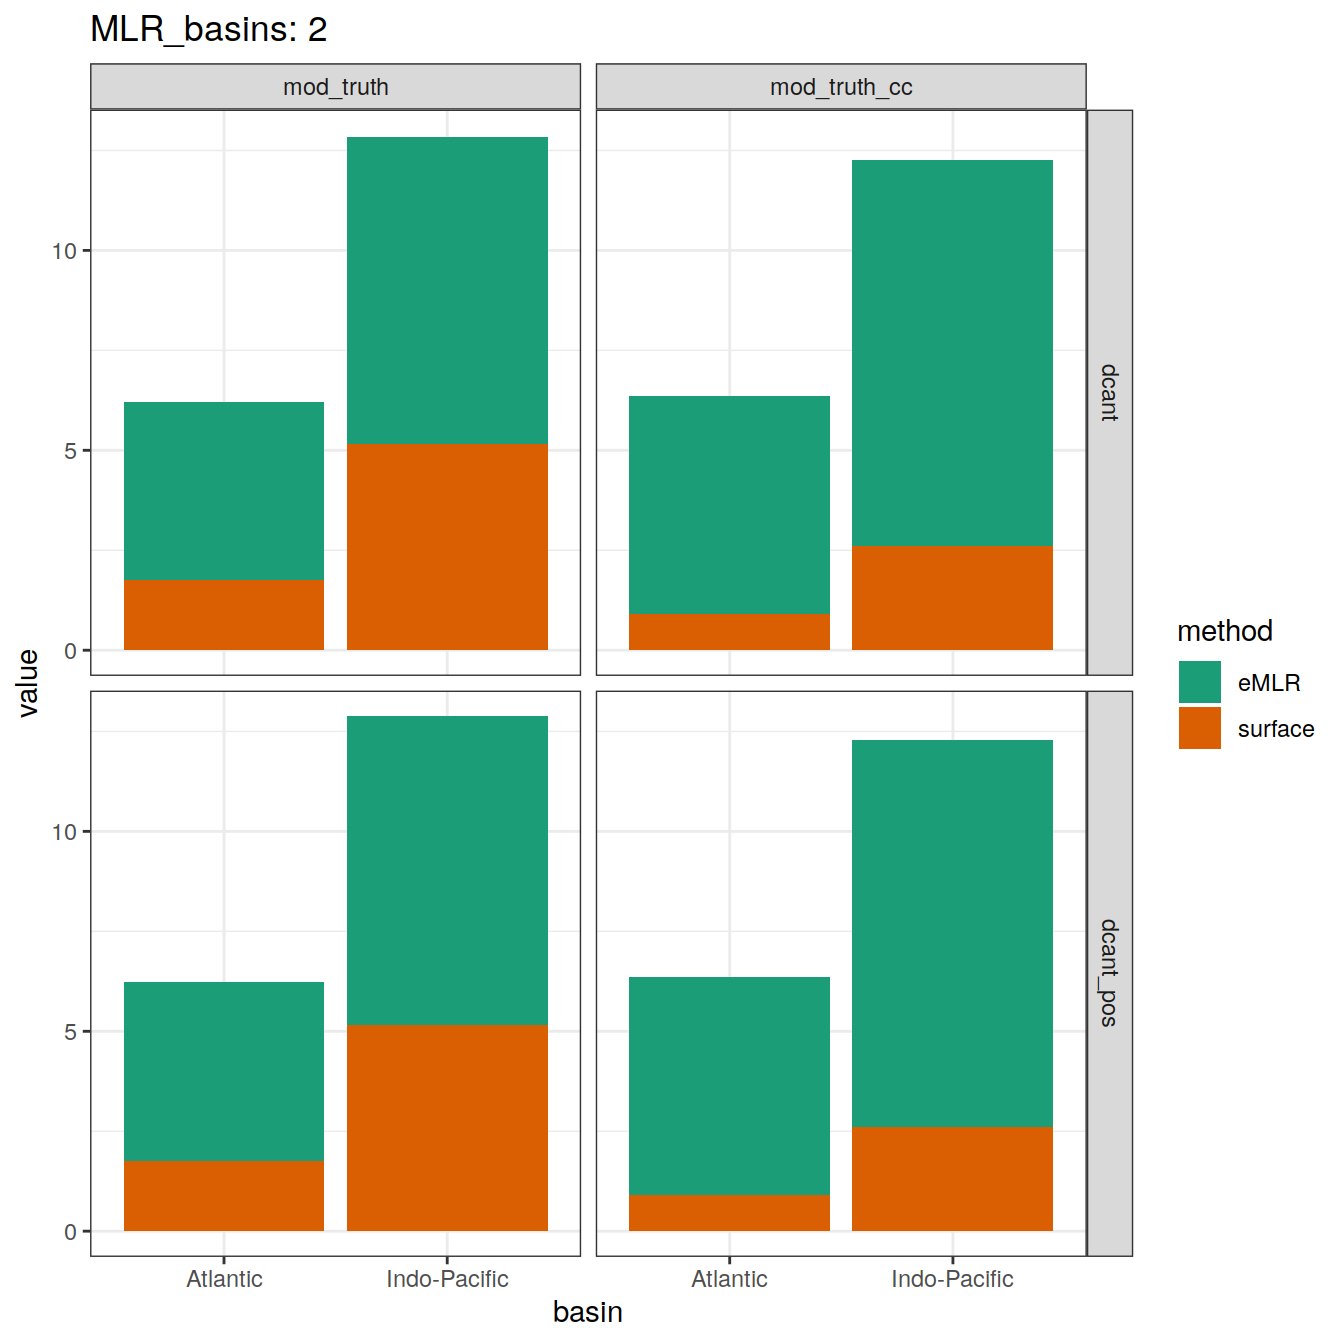 MLR_basins: 2
mod_truth
mod_truth_cc
10
5
0
dcant
10
5
0
dcant_pos
Atlantic
Indo-Pacific
Atlantic
Indo-Pacific
basin
value
method
eMLR
surface